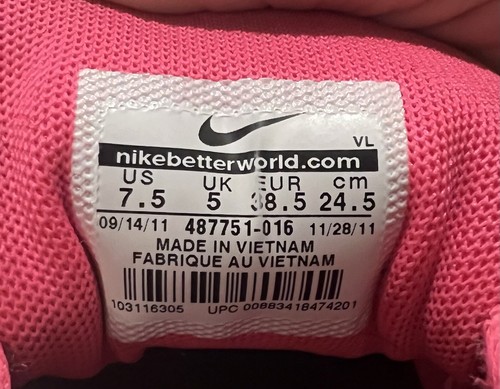 VL
nikebetterworld.com
US UK EUR cm
7.5 5 38.5 24.5
09/14/11 487751-016 11/28/11
MADE IN VIETNAM
FABRIQUE AU VIETNAM
103116305 UPC 00883418474201